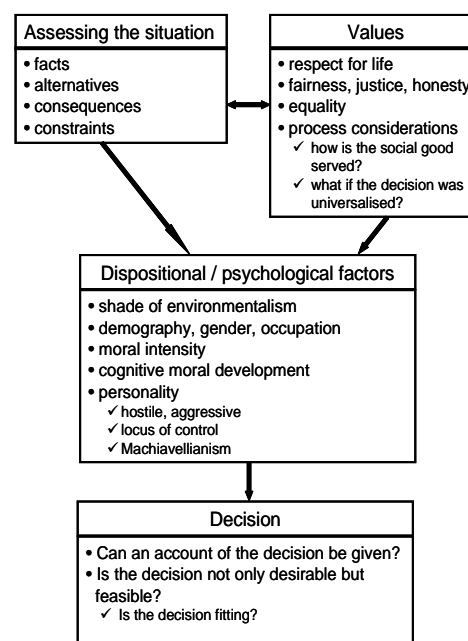 Assessing the situation
• facts
• alternatives
• consequences
• constraints
Values
• respect for life
• fairness, justice, honesty
• equality
• process considerations
✓ how is the social good
served?
✓ what if the decision was
universalised?
Dispositional / psychological factors
• shade of environmentalism
• demography, gender, occupation
• moral intensity
• cognitive moral development
• personality
✓ hostile, aggressive
✓ locus of control
✓ Machiavellianism
Decision
• Can an account of the decision be given?
• Is the decision not only desirable but
feasible?
✓ Is the decision fitting?